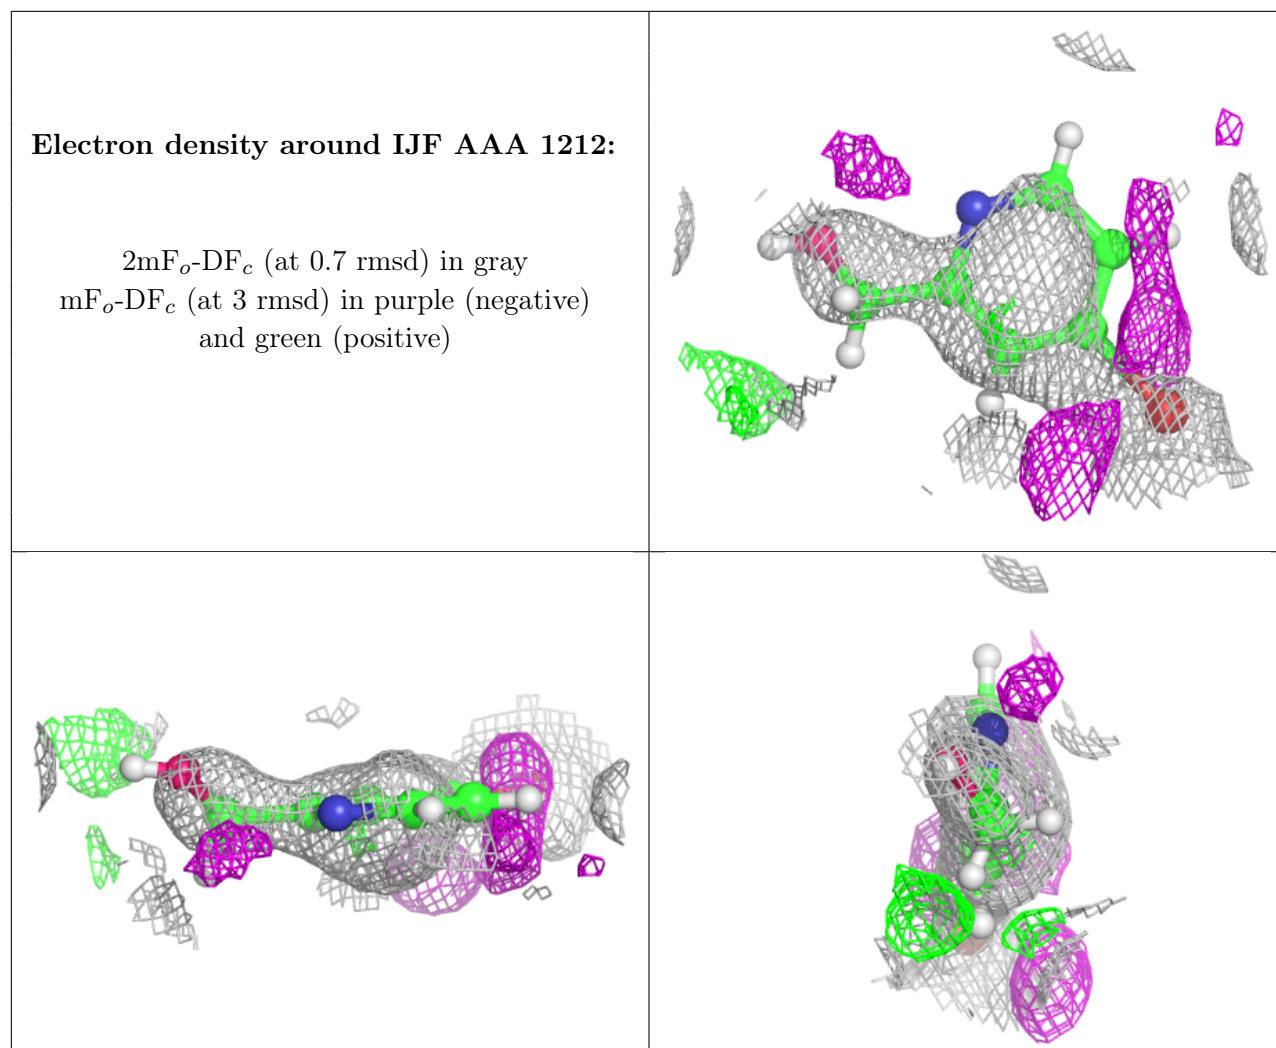 Electron density around IJF AAA 1212:
2mFₒ-DF𝒸 (at 0.7 rmsd) in gray
mFₒ-DF𝒸 (at 3 rmsd) in purple (negative)
and green (positive)